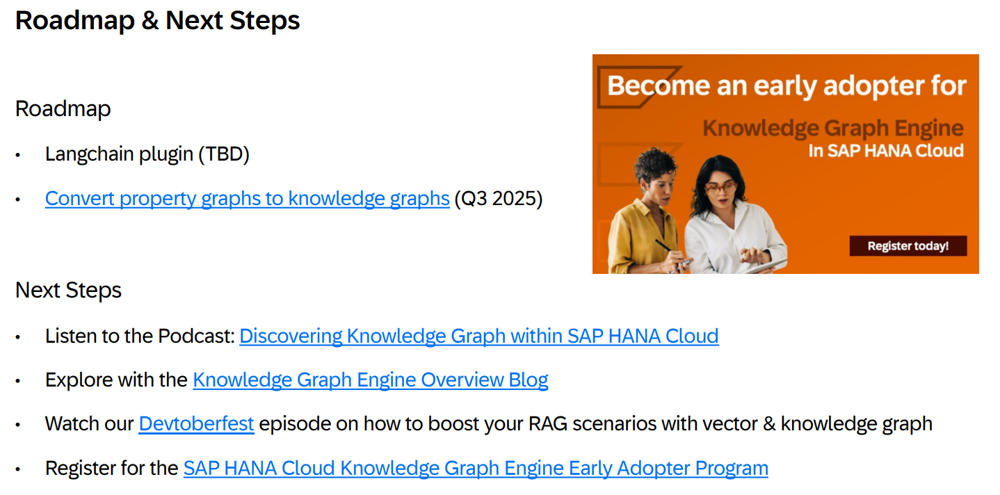 Roadmap & Next Steps
Become an early adopter for
Knowledge Graph Engine
In SAP HANA Cloud
Register today!
Roadmap
• Langchain plugin (TBD)
• Convert property graphs to knowledge graphs (Q3 2025)
Next Steps
• Listen to the Podcast: Discovering Knowledge Graph within SAP HANA Cloud
• Explore with the Knowledge Graph Engine Overview Blog
• Watch our Devtoberfest episode on how to boost your RAG scenarios with vector & knowledge graph
• Register for the SAP HANA Cloud Knowledge Graph Engine Early Adopter Program